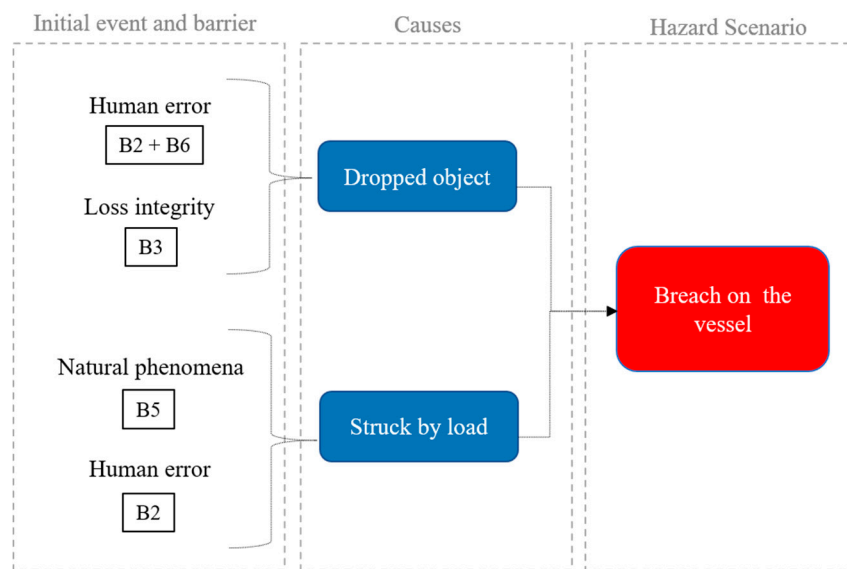 Initial event and barrier
Causes
Hazard Scenario
Human error
B2 + B6
Loss integrity
B3
Dropped object
Breach on the
vessel
Natural phenomena
B5
Human error
B2
Struck by load